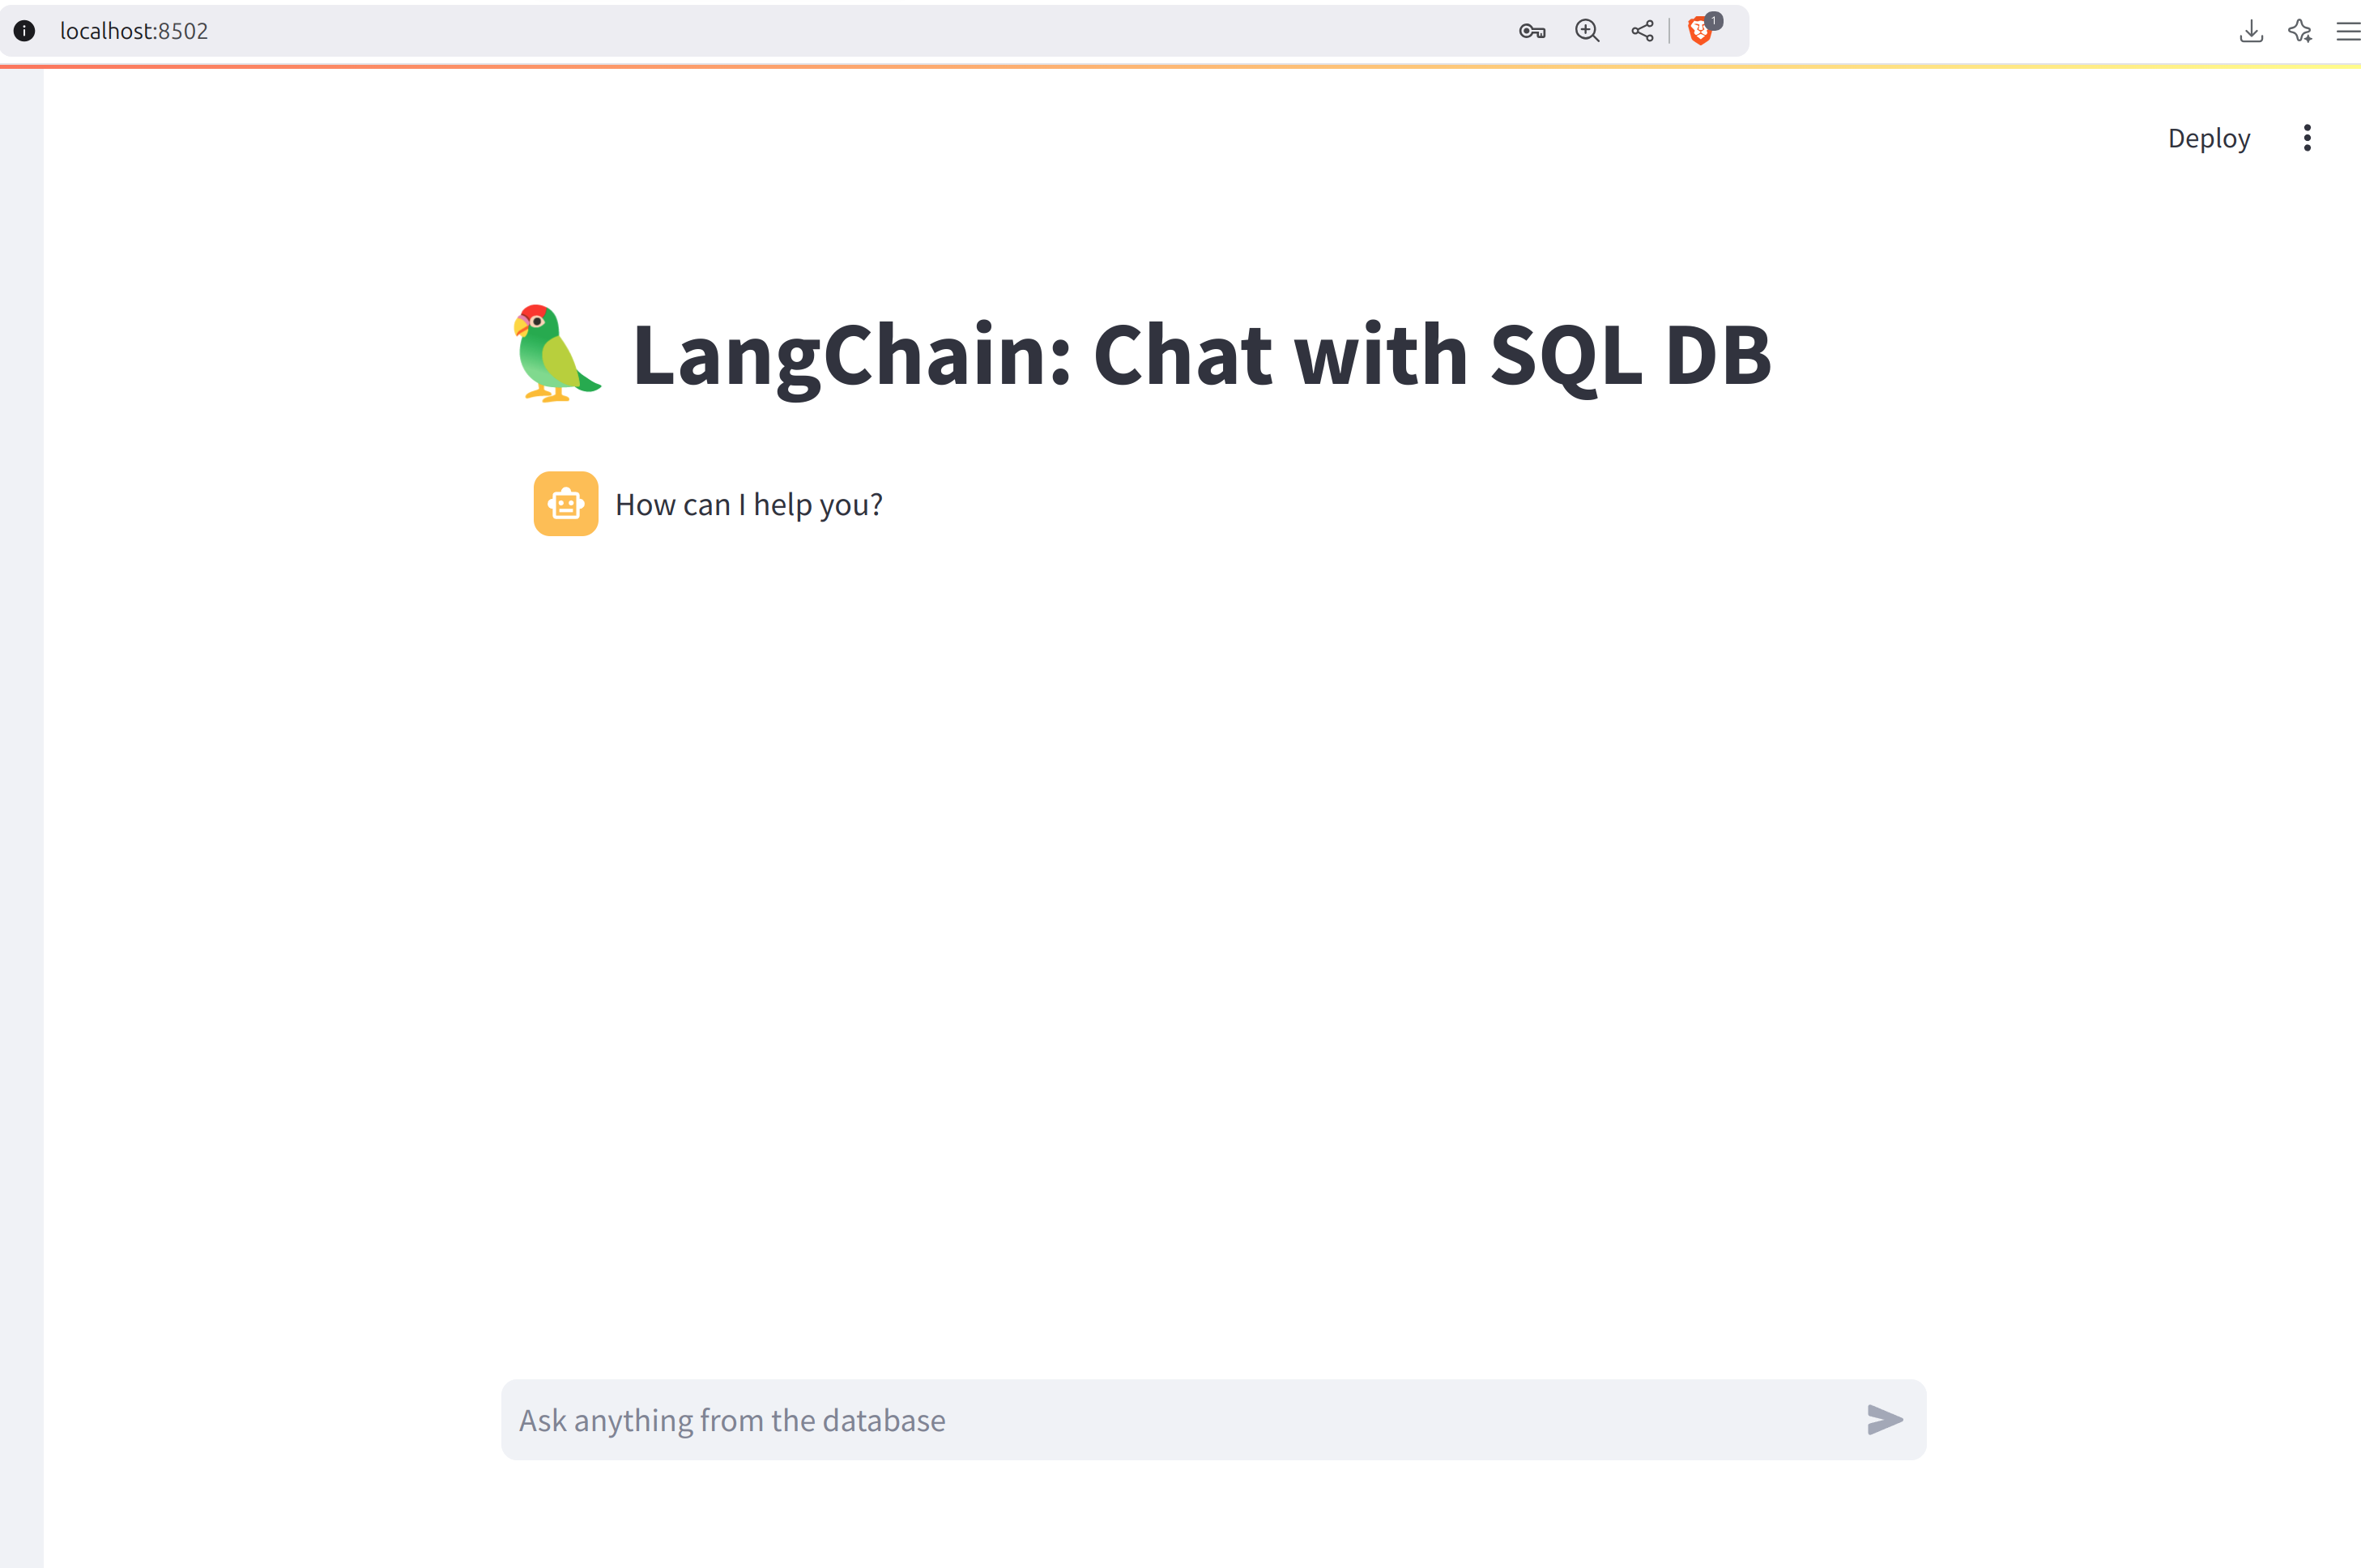 localhost:8502
1
Deploy
LangChain: Chat with SQL DB
How can I help you?
Ask anything from the database